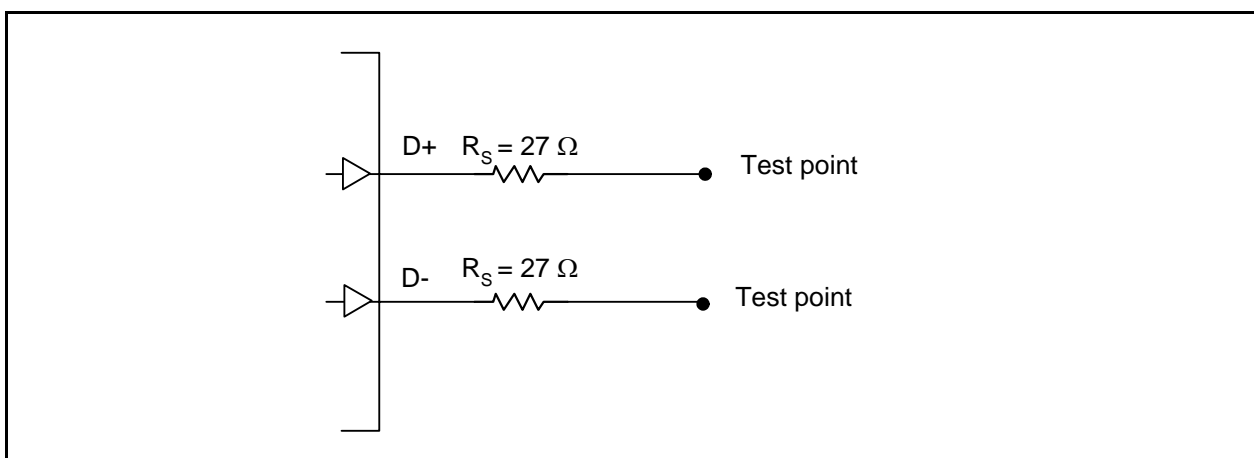 D+ R_S = 27 Ω
Test point
D- R_S = 27 Ω
Test point